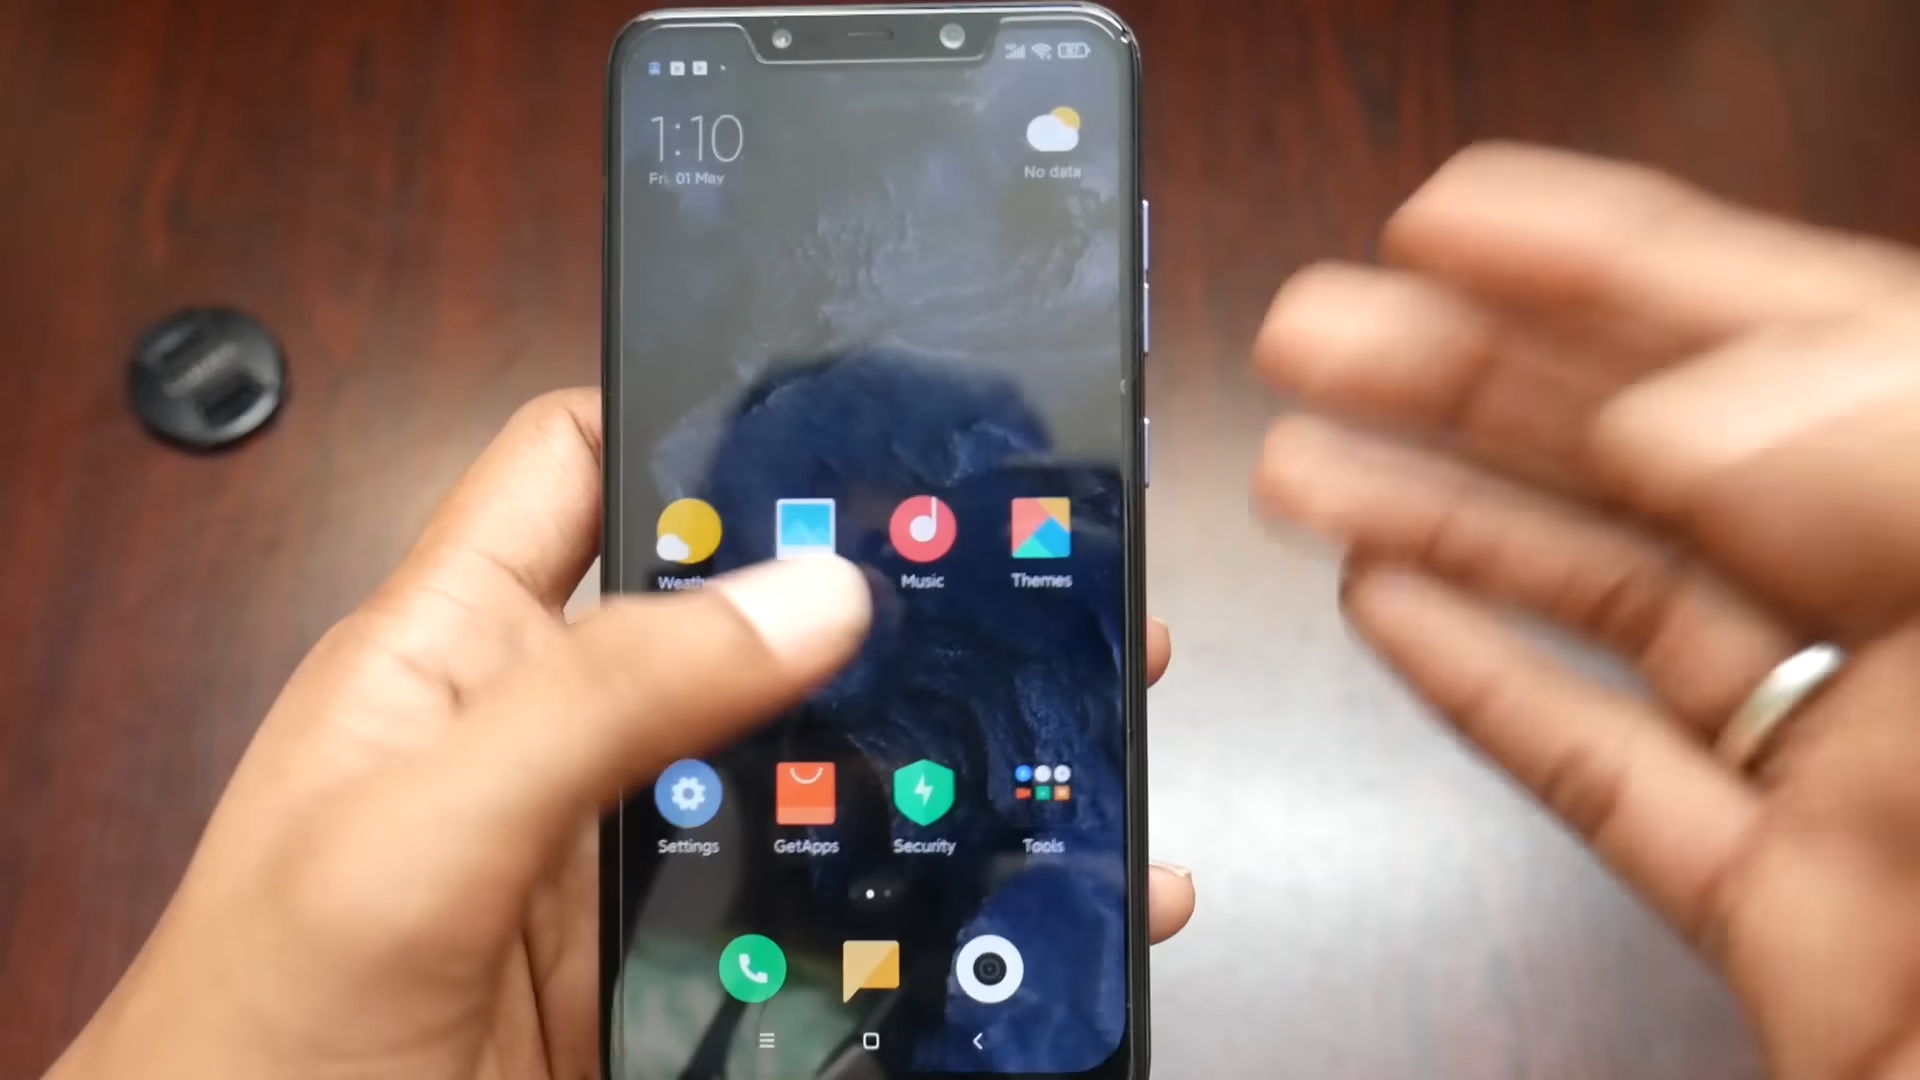 1:10
Fri 01 May
No data
Music
Themes
Settings
GetApps
Security
Tools